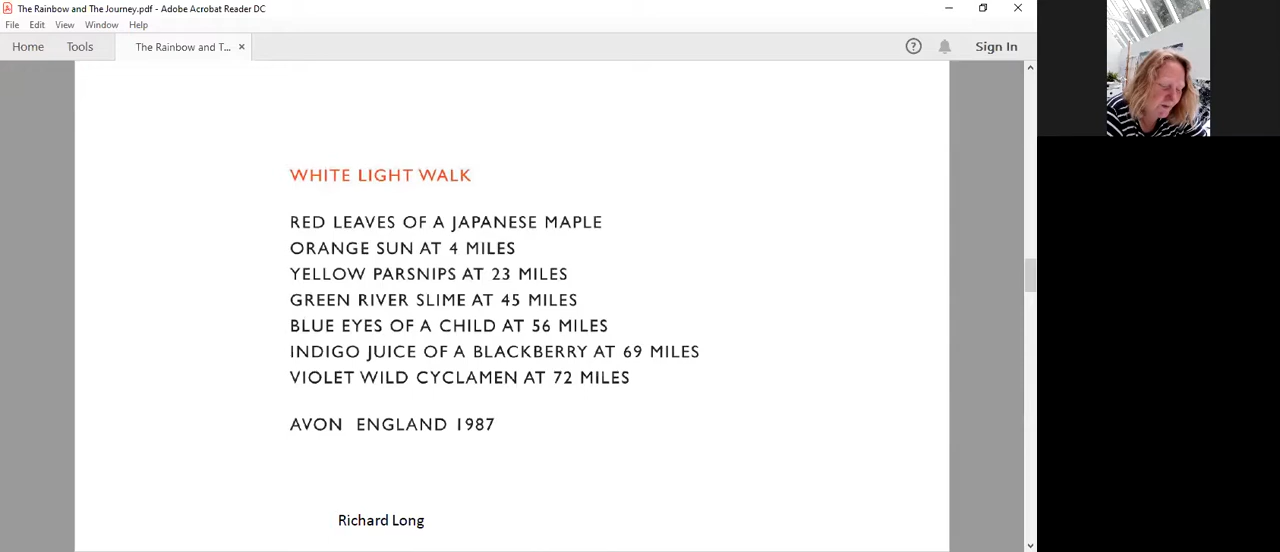 The Rainbow and The Journey.pdf - Adobe Acrobat Reader DC
File Edit View Window Help
Home Tools The Rainbow and T... × Sign In
WHITE LIGHT WALK
RED LEAVES OF A JAPANESE MAPLE
ORANGE SUN AT 4 MILES
YELLOW PARSNIPS AT 23 MILES
GREEN RIVER SLIME AT 45 MILES
BLUE EYES OF A CHILD AT 56 MILES
INDIGO JUICE OF A BLACKBERRY AT 69 MILES
VIOLET WILD CYCLAMEN AT 72 MILES
AVON ENGLAND 1987
Richard Long